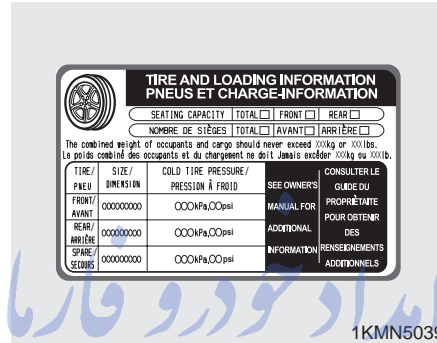 TIRE AND LOADING INFORMATION
PNEUS ET CHARGE-INFORMATION
SEATING CAPACITY TOTAL□ FRONT□ REAR□
NOMBRE DE SIÈGES TOTAL□ AVANT□ ARRIÈRE□
The combined weight of occupants and cargo should never exceed XXXkg or XXXlbs.
Le poids combiné des occupants et du chargement ne doit Jamais excéder XXXkg ou XXXlb.
TIRE/
PNEU
SIZE/
DIMENSION
COLD TIRE PRESSURE/
PRESSION À FROID
FRONT/
AVANT
000000000
OOOkPa,OOpsi
REAR/
ARRIÈRE
000000000
OOOkPa,OOpsi
SPARE/
SECOURS
000000000
OOOkPa,OOpsi
SEE OWNER'S
MANUAL FOR
ADDITIONAL
INFORMATION
CONSULTER LE
GUIDE DU
PROPRIÈTAITE
POUR OBTENIR
DES
RENSEIGNEMENTS
ADDITIONNELS
امداد خودرو فارما
1KMN5039